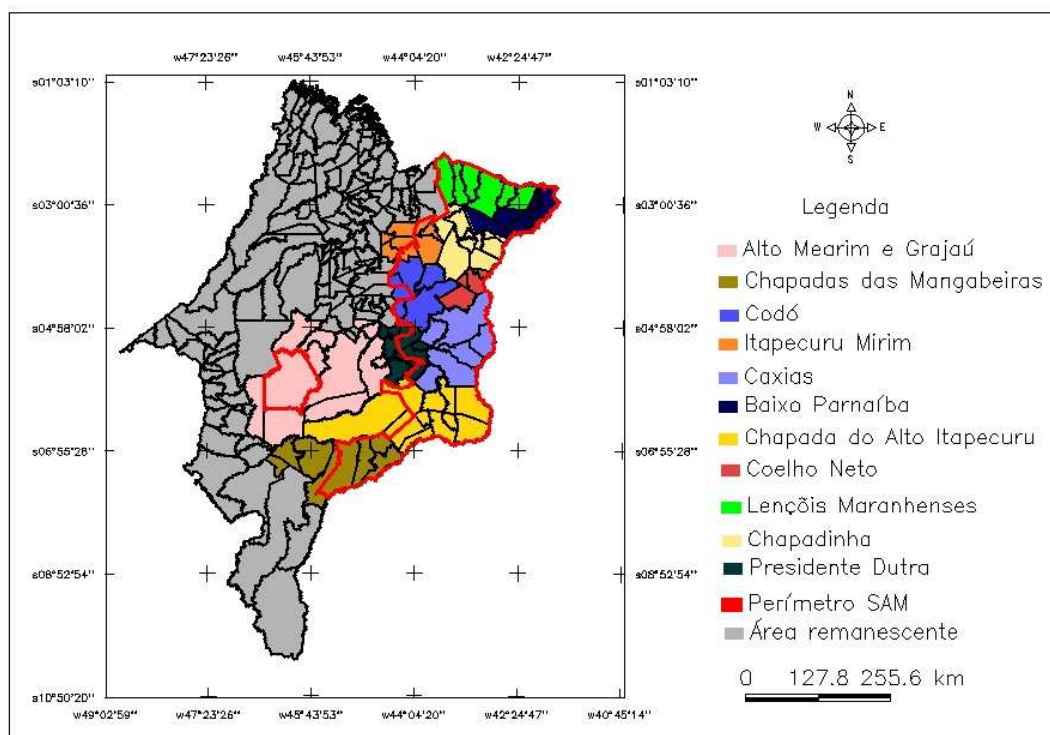 w47°23'26" w45°43'53" w44°04'20" w42°24'47"
s01°03'10" s01°03'10"
N
W E
S
s03°00'36" s03°00'36"
Legenda
Alto Mearim e Grajaú
Chapadas das Mangabeiras
Codó
s04°58'02" s04°58'02"
Itapecuru Mirim
Caxias
Baixo Parnaíba
Chapada do Alto Itapecuru
s06°55'28" s06°55'28"
Coelho Neto
Lençõis Maranhenses
Chapadinha
Presidente Dutra
s08°52'54" s08°52'54"
Perímetro SAM
Área remanescente
0 127.8 255.6 km
s10°50'20" s10°50'20"
w49°02'59" w47°23'26" w45°43'53" w44°04'20" w42°24'47" w40°45'14"